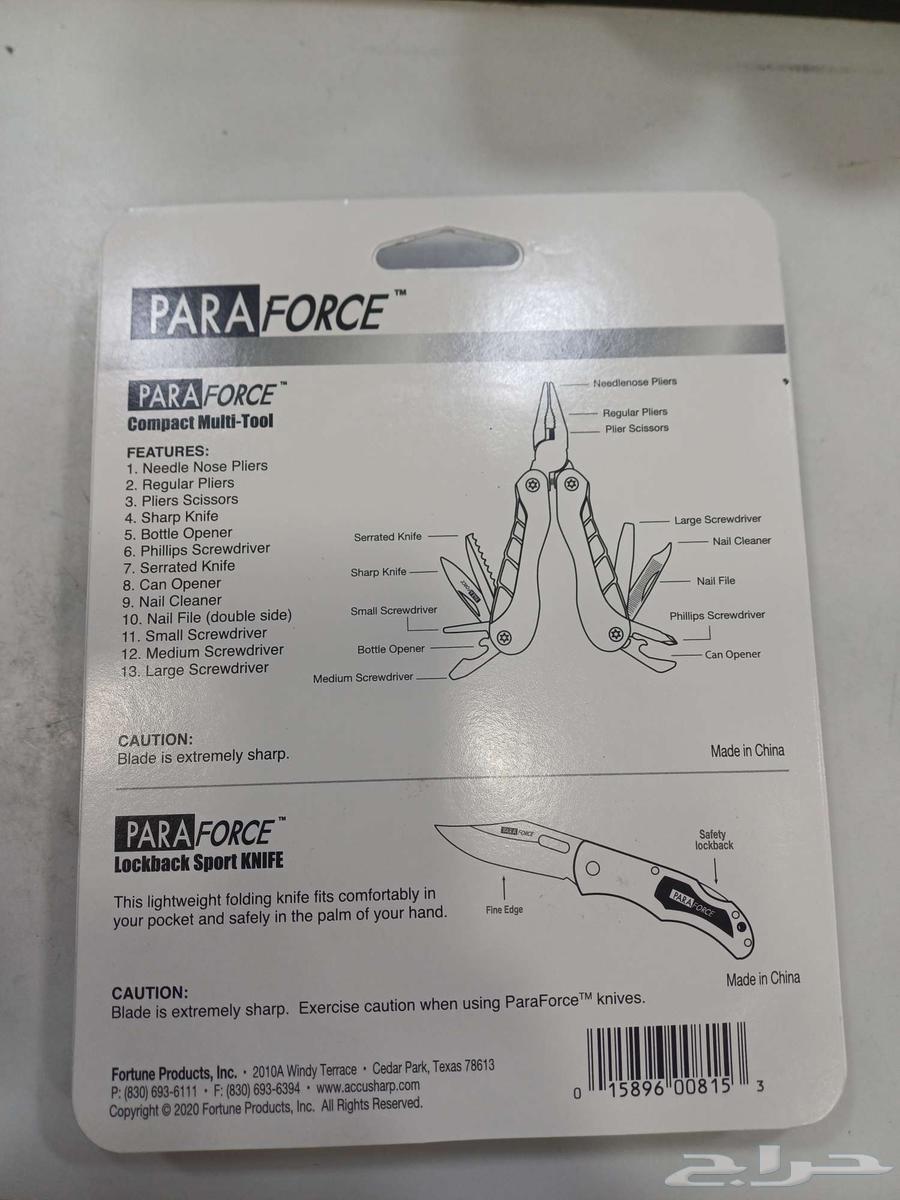 PARAFORCE™
PARAFORCE™
Compact Multi-Tool
FEATURES:
1. Needle Nose Pliers
2. Regular Pliers
3. Pliers Scissors
4. Sharp Knife
5. Bottle Opener
6. Phillips Screwdriver
7. Serrated Knife
8. Can Opener
9. Nail Cleaner
10. Nail File (double side)
11. Small Screwdriver
12. Medium Screwdriver
13. Large Screwdriver
Needlenose Pliers
Regular Pliers
Plier Scissors
Serrated Knife
Sharp Knife
Small Screwdriver
Bottle Opener
Medium Screwdriver
Large Screwdriver
Nail Cleaner
Nail File
Phillips Screwdriver
Can Opener
CAUTION:
Blade is extremely sharp.
Made in China
PARAFORCE™
Lockback Sport KNIFE
This lightweight folding knife fits comfortably in
your pocket and safely in the palm of your hand.
PARAFORCE
Safety
lockback
PARAFORCE
Fine Edge
Made in China
CAUTION:
Blade is extremely sharp. Exercise caution when using ParaForce™ knives.
Fortune Products, Inc. • 2010A Windy Terrace • Cedar Park, Texas 78613
P: (830) 693-6111 • F: (830) 693-6394 • www.accusharp.com
Copyright © 2020 Fortune Products, Inc. All Rights Reserved.
0 15896 00815 3
حراج